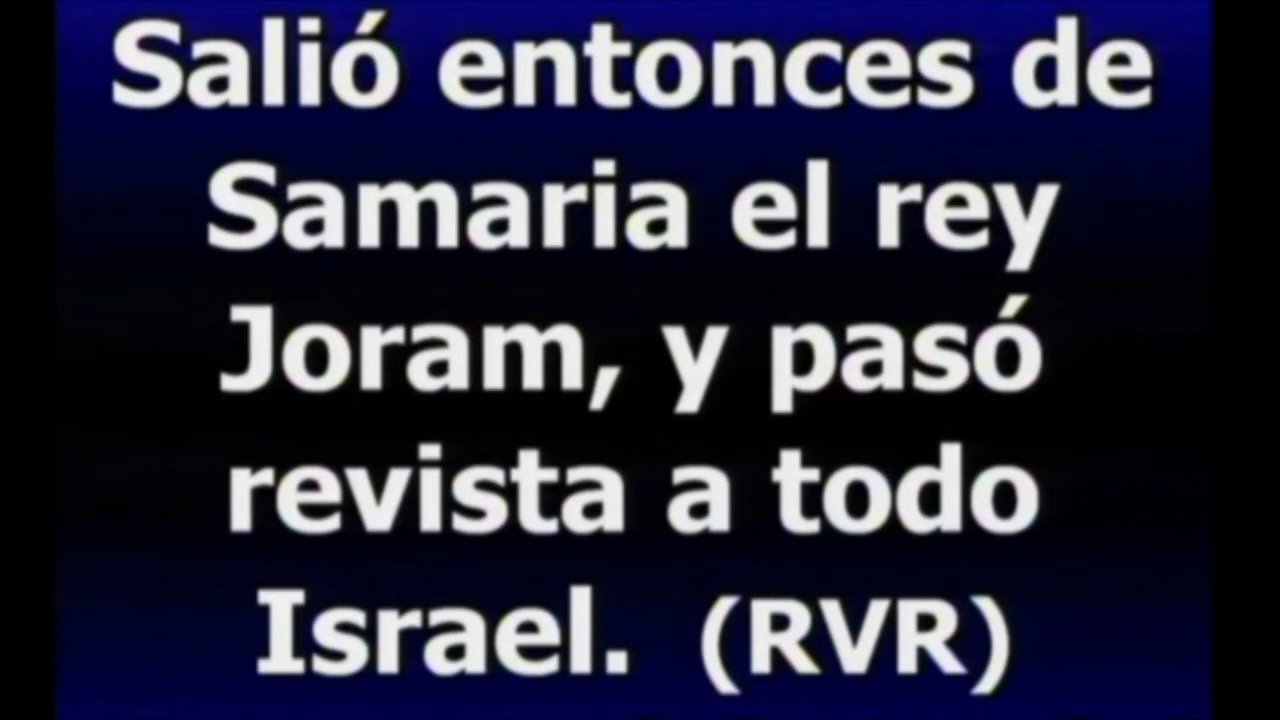 Salió entonces de
Samaria el rey
Joram, y pasó
revista a todo
Israel. (RVR)